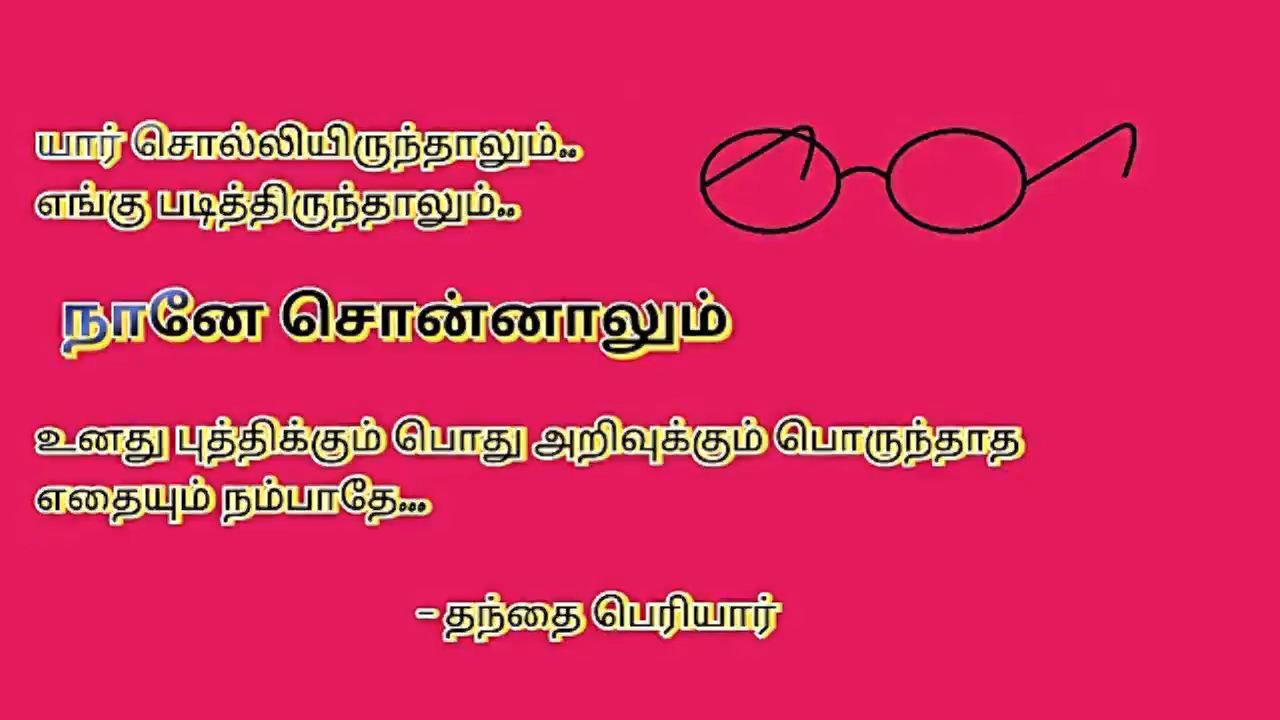 யார் சொல்லியிருந்தாலும்..
எங்கு படித்திருந்தாலும்..
நானே சொன்னாலும்
உனது புத்திக்கும் பொது அறிவுக்கும் பொருந்தாத
எதையும் நம்பாதே...
- தந்தை பெரியார்